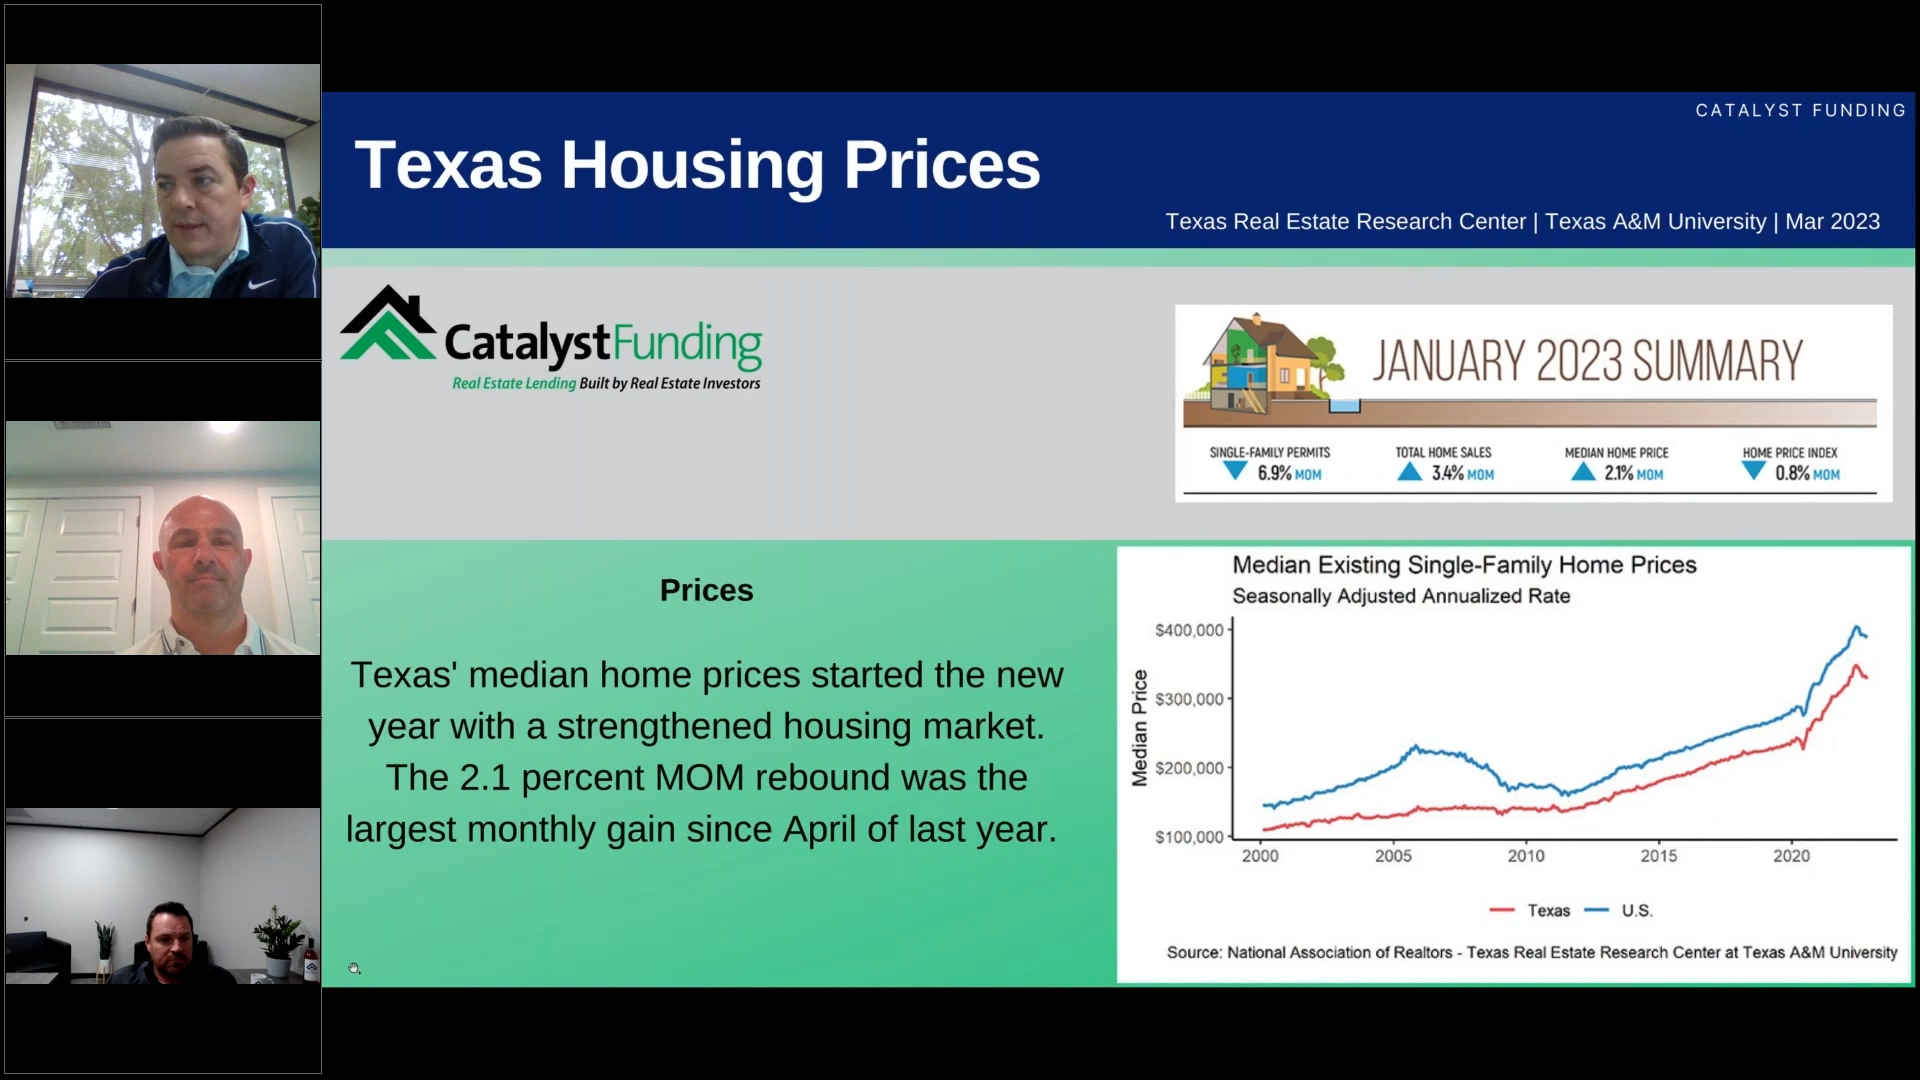 CATALYST FUNDING
Texas Housing Prices
Texas Real Estate Research Center | Texas A&M University | Mar 2023
CatalystFunding
Real Estate Lending Built by Real Estate Investors
JANUARY 2023 SUMMARY
SINGLE-FAMILY PERMITS
6.9% MOM
TOTAL HOME SALES
3.4% MOM
MEDIAN HOME PRICE
2.1% MOM
HOME PRICE INDEX
0.8% MOM
Prices
Texas' median home prices started the new
year with a strengthened housing market.
The 2.1 percent MOM rebound was the
largest monthly gain since April of last year.
Median Existing Single-Family Home Prices
Seasonally Adjusted Annualized Rate
Median Price
$400,000
$300,000
$200,000
$100,000
2000 2005 2010 2015 2020
Texas U.S.
Source: National Association of Realtors - Texas Real Estate Research Center at Texas A&M University